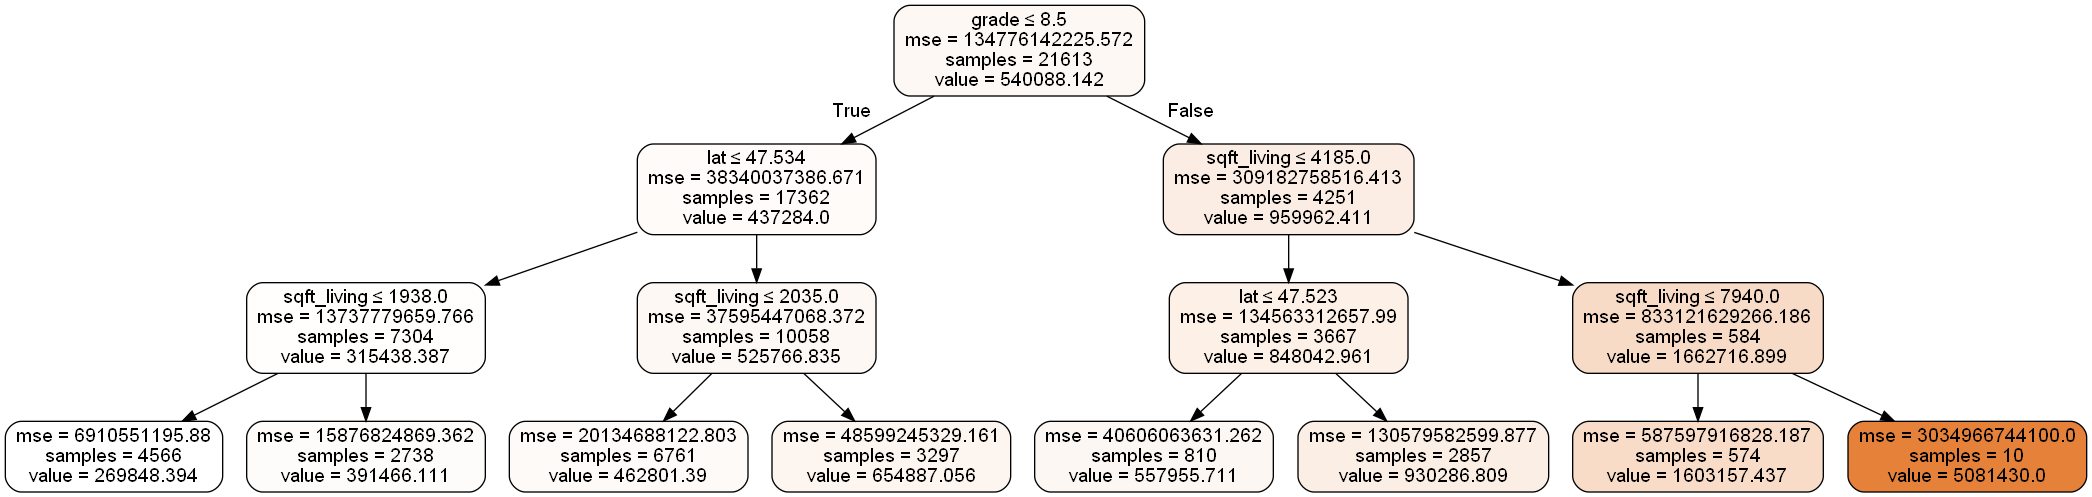 grade ≤ 8.5
mse = 134776142225.572
samples = 21613
value = 540088.142
True
False
lat ≤ 47.534
mse = 38340037386.671
samples = 17362
value = 437284.0
sqft_living ≤ 4185.0
mse = 309182758516.413
samples = 4251
value = 959962.411
sqft_living ≤ 1938.0
mse = 13737779659.766
samples = 7304
value = 315438.387
sqft_living ≤ 2035.0
mse = 37595447068.372
samples = 10058
value = 525766.835
lat ≤ 47.523
mse = 134563312657.99
samples = 3667
value = 848042.961
sqft_living ≤ 7940.0
mse = 833121629266.186
samples = 584
value = 1662716.899
mse = 6910551195.88
samples = 4566
value = 269848.394
mse = 15876824869.362
samples = 2738
value = 391466.111
mse = 20134688122.803
samples = 6761
value = 462801.39
mse = 48599245329.161
samples = 3297
value = 654887.056
mse = 40606063631.262
samples = 810
value = 557955.711
mse = 130579582599.877
samples = 2857
value = 930286.809
mse = 587597916828.187
samples = 574
value = 1603157.437
mse = 3034966744100.0
samples = 10
value = 5081430.0